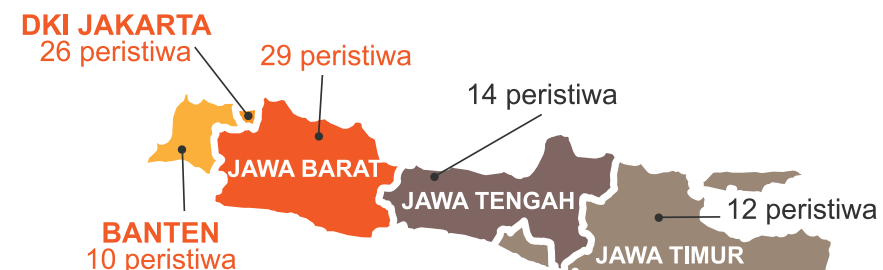 DKI JAKARTA
26 peristiwa
29 peristiwa
14 peristiwa
JAWA BARAT
JAWA TENGAH
12 peristiwa
BANTEN
10 peristiwa
JAWA TIMUR